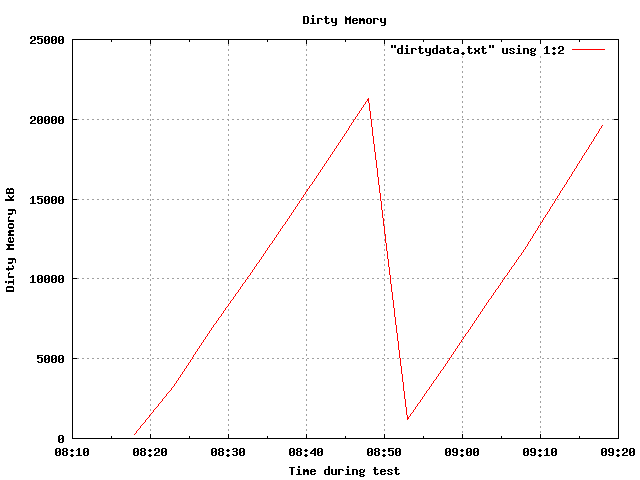 Dirty Memory
"dirtydata.txt" using 1:2
25000
20000
15000
10000
5000
0
Dirty Memory kB
08:10 08:20 08:30 08:40 08:50 09:00 09:10 09:20
Time during test